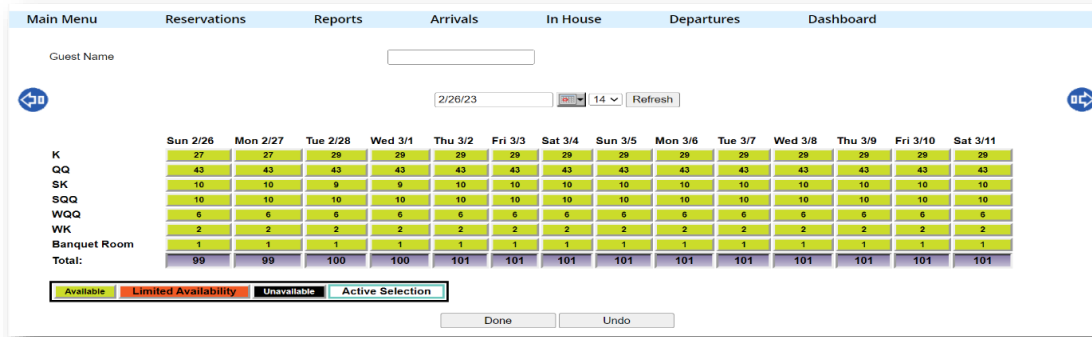 Main Menu Reservations Reports Arrivals In House Departures Dashboard
Guest Name
2/26/23 14 Refresh
Sun 2/26 Mon 2/27 Tue 2/28 Wed 3/1 Thu 3/2 Fri 3/3 Sat 3/4 Sun 3/5 Mon 3/6 Tue 3/7 Wed 3/8 Thu 3/9 Fri 3/10 Sat 3/11
K 27 27 29 29 29 29 29 29 29 29 29 29 29 29
QQ 43 43 43 43 43 43 43 43 43 43 43 43 43 43
SK 10 10 9 9 10 10 10 10 10 10 10 10 10 10
SQQ 10 10 10 10 10 10 10 10 10 10 10 10 10 10
WQQ 6 6 6 6 6 6 6 6 6 6 6 6 6 6
WK 2 2 2 2 2 2 2 2 2 2 2 2 2 2
Banquet Room 1 1 1 1 1 1 1 1 1 1 1 1 1 1
Total: 99 99 100 100 101 101 101 101 101 101 101 101 101 101
Available Limited Availability Unavailable Active Selection
Done Undo